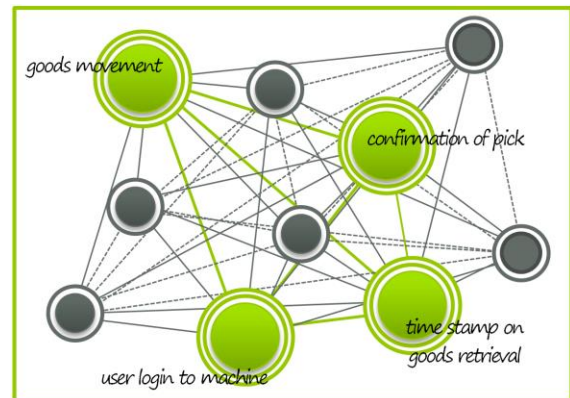 goods movement
confirmation of pick
time stamp on
goods retrieval
user login to machine